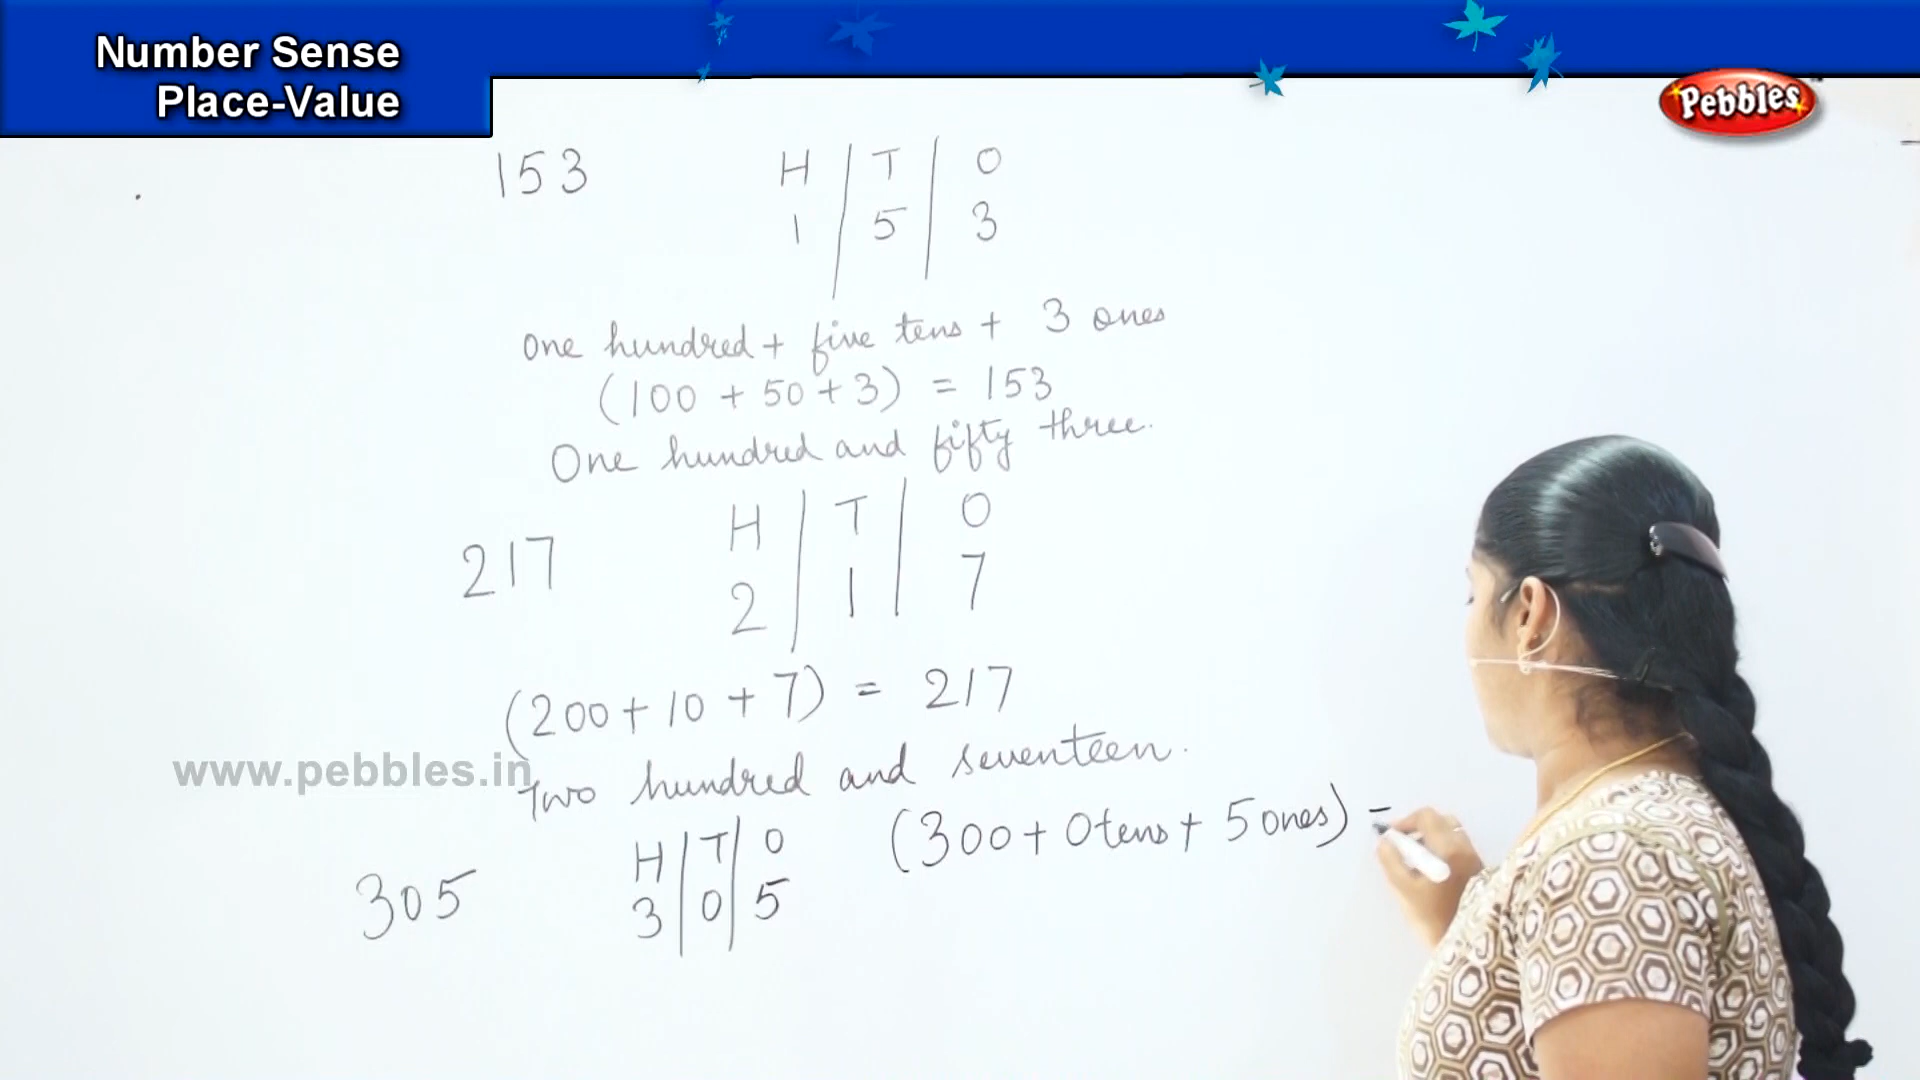 Number Sense
Place-Value
Pebbles
153
H T O
1 5 3
One hundred + five tens + 3 ones
(100 + 50 + 3) = 153
One hundred and fifty three.
217
H T O
2 1 7
(200 + 10 + 7) = 217
www.pebbles.in
Two hundred and seventeen.
305
H T O
3 0 5
(300 + 0 tens + 5 ones) =